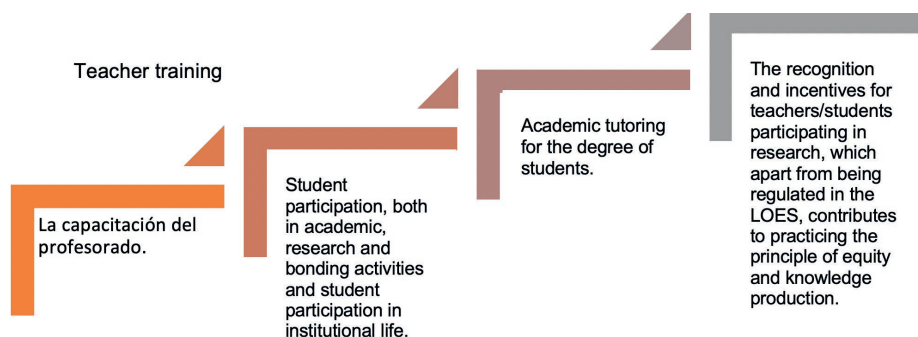 Teacher training
La capacitación del
profesorado.
Student
participation, both
in academic,
research and
bonding activities
and student
participation in
institutional life.
Academic tutoring
for the degree of
students.
The recognition
and incentives for
teachers/students
participating in
research, which
apart from being
regulated in the
LOES, contributes
to practicing the
principle of equity
and knowledge
production.